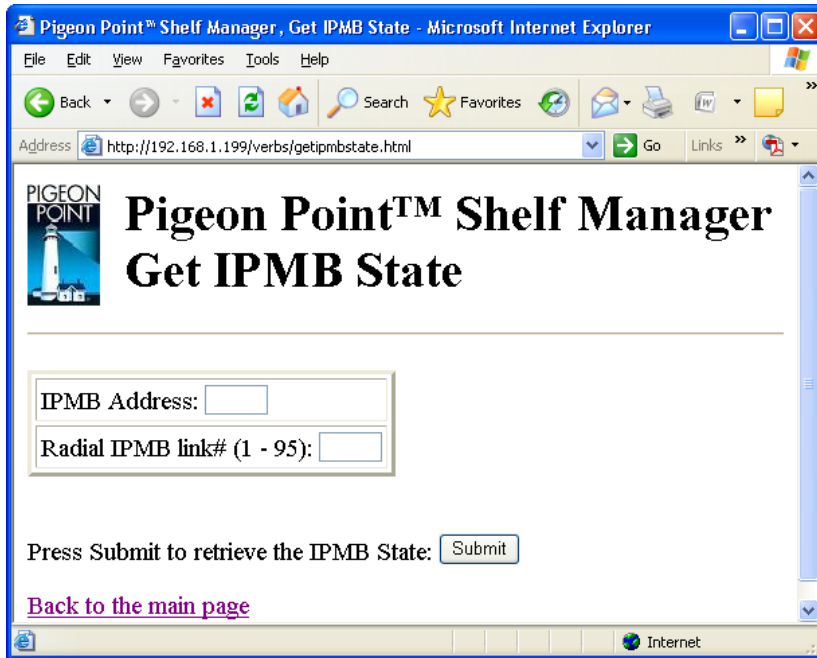 Pigeon Point™ Shelf Manager, Get IPMB State - Microsoft Internet Explorer
File Edit View Favorites Tools Help
Back Search Favorites W »
Address http://192.168.1.199/verbs/getipmbstate.html Go Links »
PIGEON
POINT
Pigeon Point™ Shelf Manager
Get IPMB State
IPMB Address:
Radial IPMB link# (1 - 95):
Press Submit to retrieve the IPMB State: Submit
Back to the main page
Internet